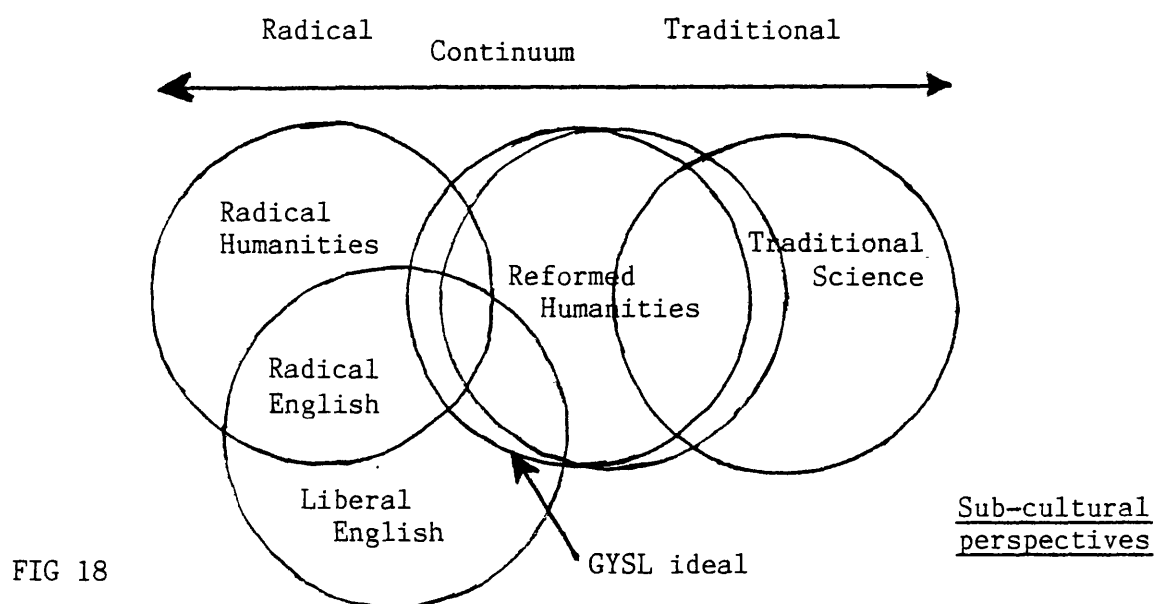 Radical
Continuum
Traditional
Radical
Humanities
Reformed
Humanities
Traditional
Science
Radical
English
Liberal
English
GYSL ideal
Sub-cultural
perspectives
FIG 18